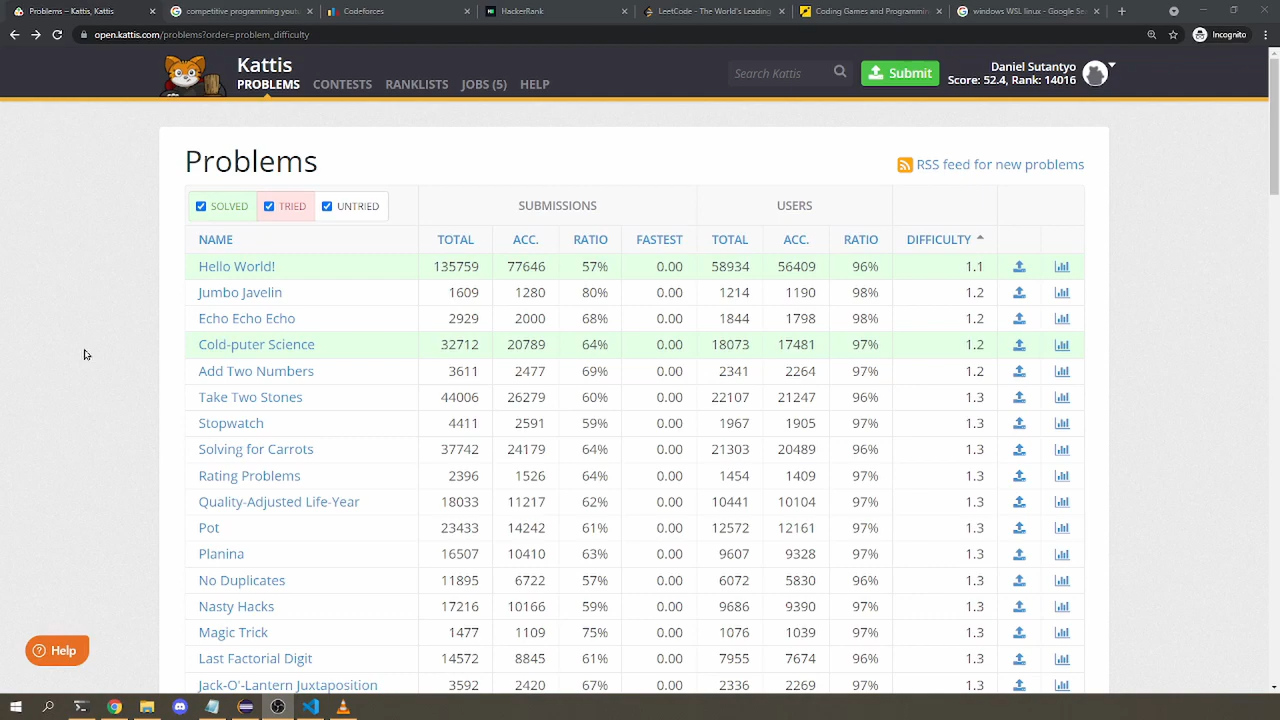 Problems – Kattis, Kattis
competitive programming youtu
Codeforces
HackerRank
LeetCode - The World's Leading
Coding Games and Programmin
windows WSL linux - Google Sea
open.kattis.com/problems?order=problem_difficulty
Incognito
Kattis
PROBLEMS
CONTESTS
RANKLISTS
JOBS (5)
HELP
Search Kattis
Submit
Daniel Sutantyo
Score: 52.4, Rank: 14016
Problems
RSS feed for new problems
SOLVED TRIED UNTRIED SUBMISSIONS USERS
NAME TOTAL ACC. RATIO FASTEST TOTAL ACC. RATIO DIFFICULTY
Hello World! 135759 77646 57% 0.00 58934 56409 96% 1.1
Jumbo Javelin 1609 1280 80% 0.00 1214 1190 98% 1.2
Echo Echo Echo 2929 2000 68% 0.00 1844 1798 98% 1.2
Cold-puter Science 32712 20789 64% 0.00 18073 17481 97% 1.2
Add Two Numbers 3611 2477 69% 0.00 2341 2264 97% 1.2
Take Two Stones 44006 26279 60% 0.00 22107 21247 96% 1.3
Stopwatch 4411 2591 59% 0.00 1967 1905 97% 1.3
Solving for Carrots 37742 24179 64% 0.00 21303 20489 96% 1.3
Rating Problems 2396 1526 64% 0.00 1454 1409 97% 1.3
Quality-Adjusted Life-Year 18033 11217 62% 0.00 10441 10104 97% 1.3
Pot 23433 14242 61% 0.00 12572 12161 97% 1.3
Planina 16507 10410 63% 0.00 9607 9328 97% 1.3
No Duplicates 11895 6722 57% 0.00 6072 5830 96% 1.3
Nasty Hacks 17216 10166 59% 0.00 9686 9390 97% 1.3
Magic Trick 1477 1109 75% 0.00 1076 1039 97% 1.3
Last Factorial Digit 14572 8845 61% 0.00 7955 7674 96% 1.3
Jack-O'-Lantern Juxtaposition 3592 2420 67% 0.00 2336 2269 97% 1.3
Help